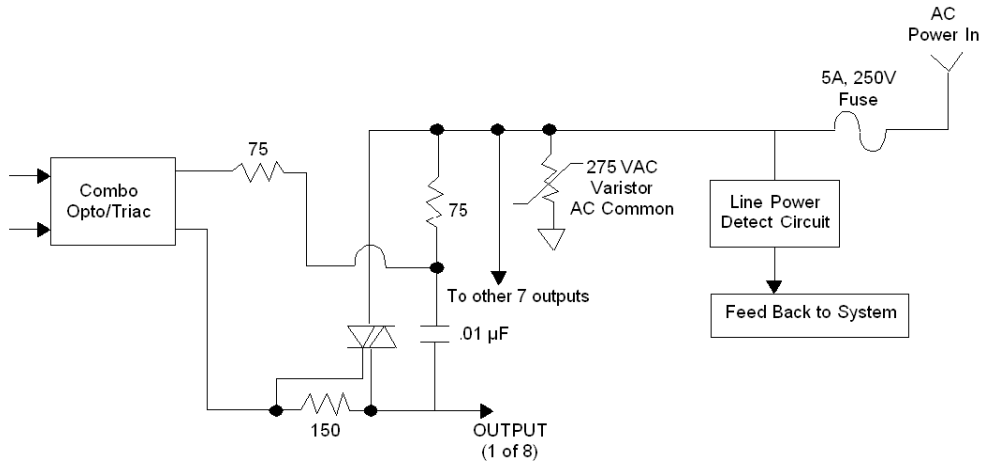 AC
Power In
5A, 250V
Fuse
75
Combo
Opto/Triac
75
275 VAC
Varistor
AC Common
Line Power
Detect Circuit
To other 7 outputs
Feed Back to System
.01 µF
150
OUTPUT
(1 of 8)